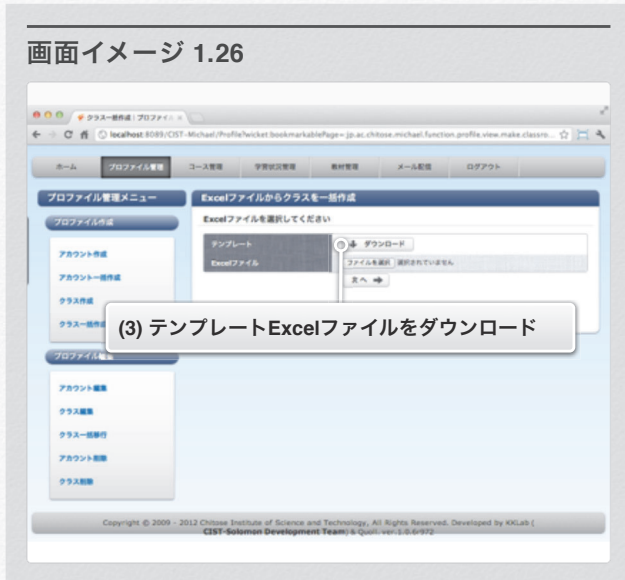 画面イメージ 1.26
クラス一括作成 | プロファイ
localhost:8089/CIST-Michael/Profile?wicket:bookmarkablePage=:jp.ac.chitose.michael.function.profile.view.make.classro...
ホーム プロファイル管理 コース管理 学習状況管理 教材管理 メール配信 ログアウト
プロファイル管理メニュー
プロファイル作成
アカウント作成
アカウント一括作成
クラス作成
クラス一括作成
プロファイル編集
アカウント編集
クラス編集
クラス一括移行
アカウント削除
クラス削除
Excelファイルからクラスを一括作成
Excelファイルを選択してください
テンプレート ダウンロード
Excelファイル ファイルを選択 選択されていません
次へ
(3) テンプレートExcelファイルをダウンロード
Copyright © 2009 - 2012 Chitose Institute of Science and Technology, All Rights Reserved. Developed by KKLab (
CIST-Solomon Development Team) & Quoll. ver.1.0.6r972